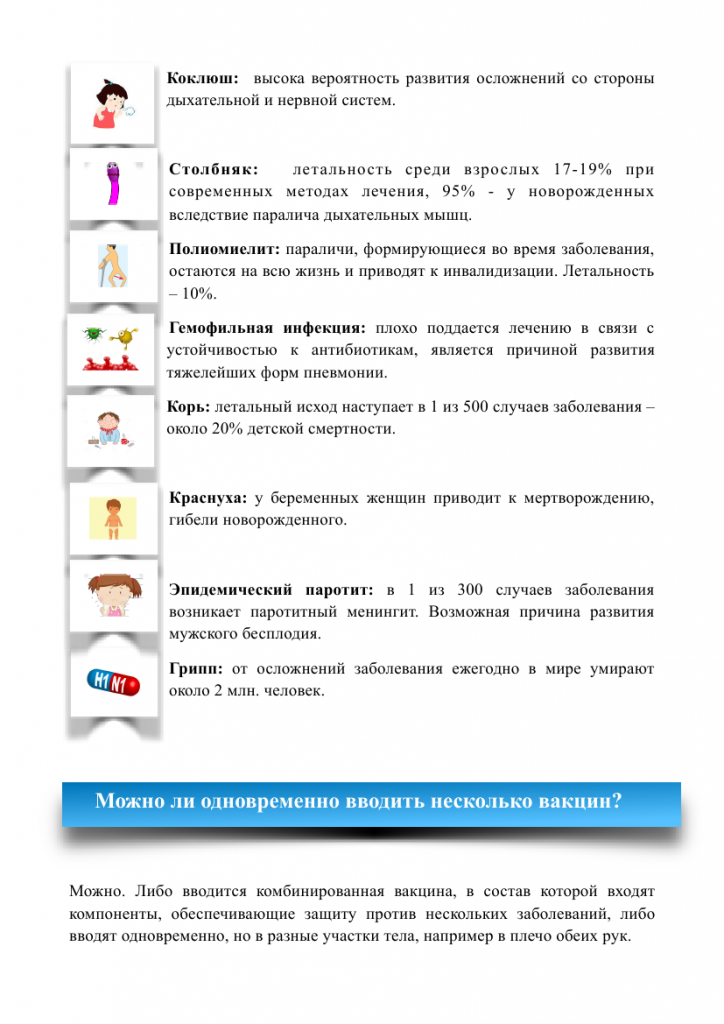 Коклюш: высока вероятность развития осложнений со стороны
дыхательной и нервной систем.
Столбняк: летальность среди взрослых 17-19% при
современных методах лечения, 95% - у новорожденных
вследствие паралича дыхательных мышц.
Полиомиелит: параличи, формирующиеся во время заболевания,
остаются на всю жизнь и приводят к инвалидизации. Летальность
– 10%.
Гемофильная инфекция: плохо поддается лечению в связи с
устойчивостью к антибиотикам, является причиной развития
тяжелейших форм пневмонии.
Корь: летальный исход наступает в 1 из 500 случаев заболевания –
около 20% детской смертности.
Краснуха: у беременных женщин приводит к мертворождению,
гибели новорожденного.
Эпидемический паротит: в 1 из 300 случаев заболевания
возникает паротитный менингит. Возможная причина развития
мужского бесплодия.
H1 N1
Грипп: от осложнений заболевания ежегодно в мире умирают
около 2 млн. человек.
Можно ли одновременно вводить несколько вакцин?
Можно. Либо вводится комбинированная вакцина, в состав которой входят
компоненты, обеспечивающие защиту против нескольких заболеваний, либо
вводят одновременно, но в разные участки тела, например в плечо обеих рук.